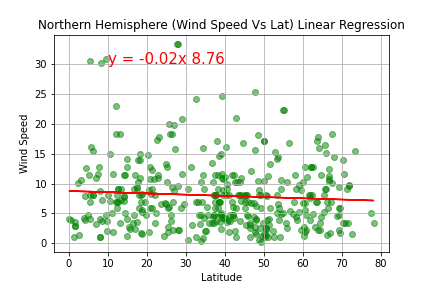 Northern Hemisphere (Wind Speed Vs Lat) Linear Regression
y = -0.02x 8.76
Wind Speed
30
25
20
15
10
5
0
0 10 20 30 40 50 60 70 80
Latitude